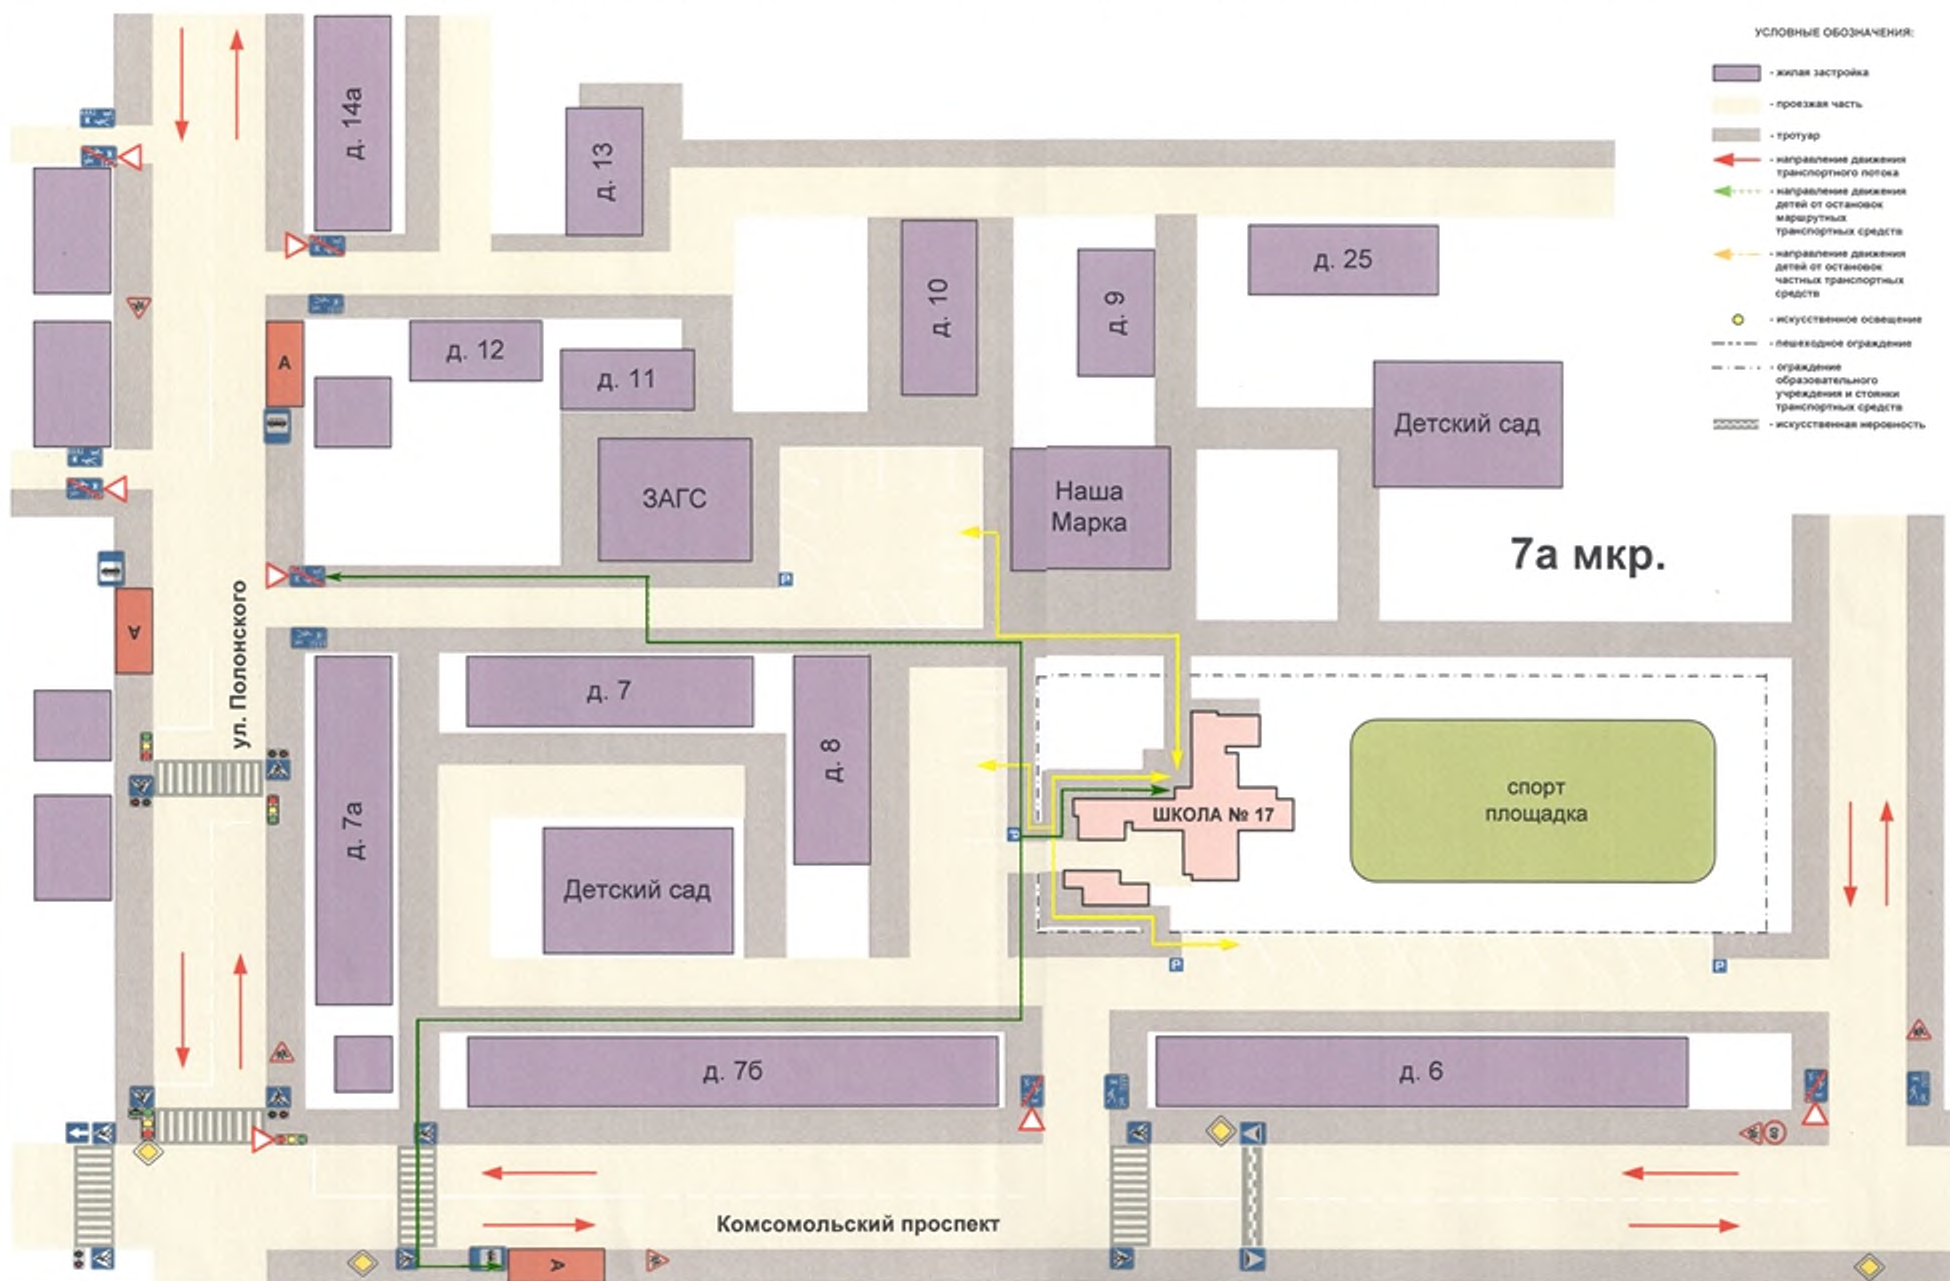 УСЛОВНЫЕ ОБОЗНАЧЕНИЯ:
- жилая застройка
- проезжая часть
- тротуар
- направление движения
транспортного потока
- направление движения
детей от остановок
маршрутных
транспортных средств
- направление движения
детей от остановок
частных транспортных
средств
- искусственное освещение
- пешеходное ограждение
- ограждение
образовательного
учреждения и стоянки
транспортных средств
- искусственная неровность
д. 14а
д. 13
д. 10
д. 9
д. 25
д. 12
д. 11
А
ЗАГС
Наша
Марка
Детский сад
7а мкр.
Р
ул. Полонского
А
д. 7
д. 8
д. 7а
Детский сад
Р
ШКОЛА № 17
спорт
площадка
Р
Р
д. 7б
д. 6
40
Комсомольский проспект
А